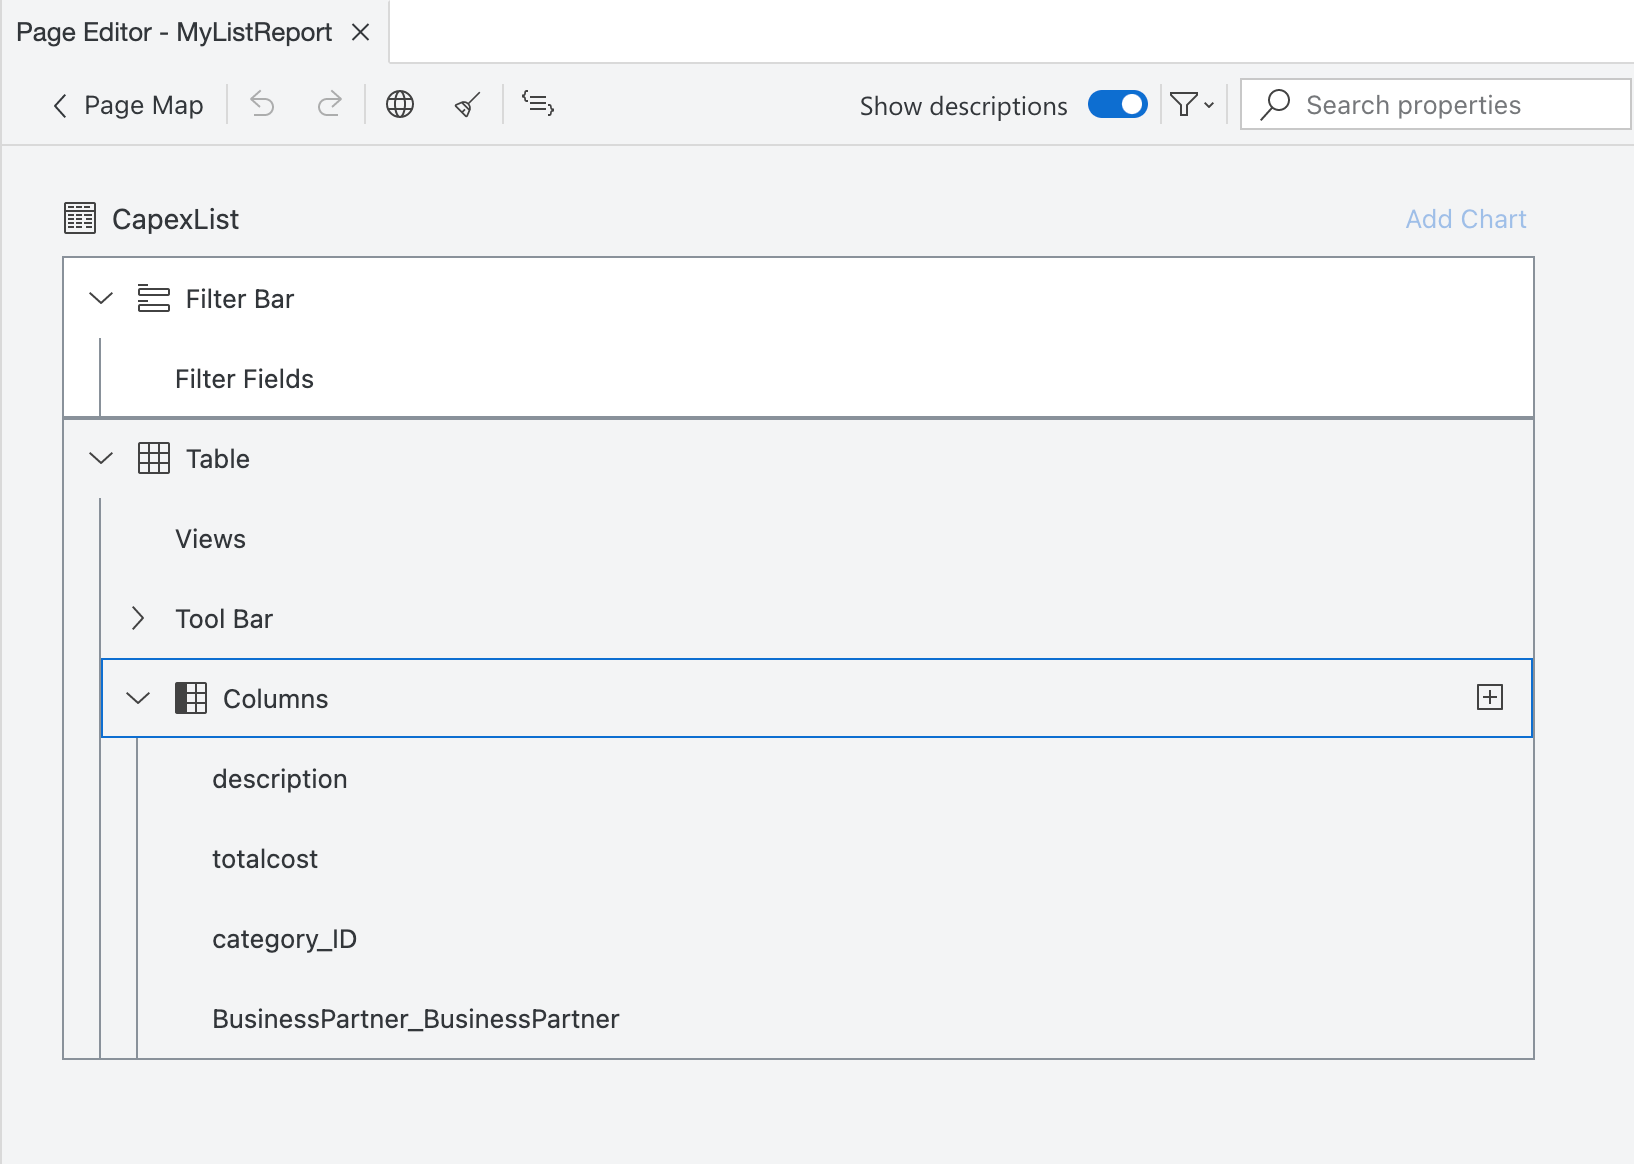 Page Editor - MyListReport
Page Map
Show descriptions
Search properties
CapexList
Add Chart
Filter Bar
Filter Fields
Table
Views
Tool Bar
Columns
description
totalcost
category_ID
BusinessPartner_BusinessPartner